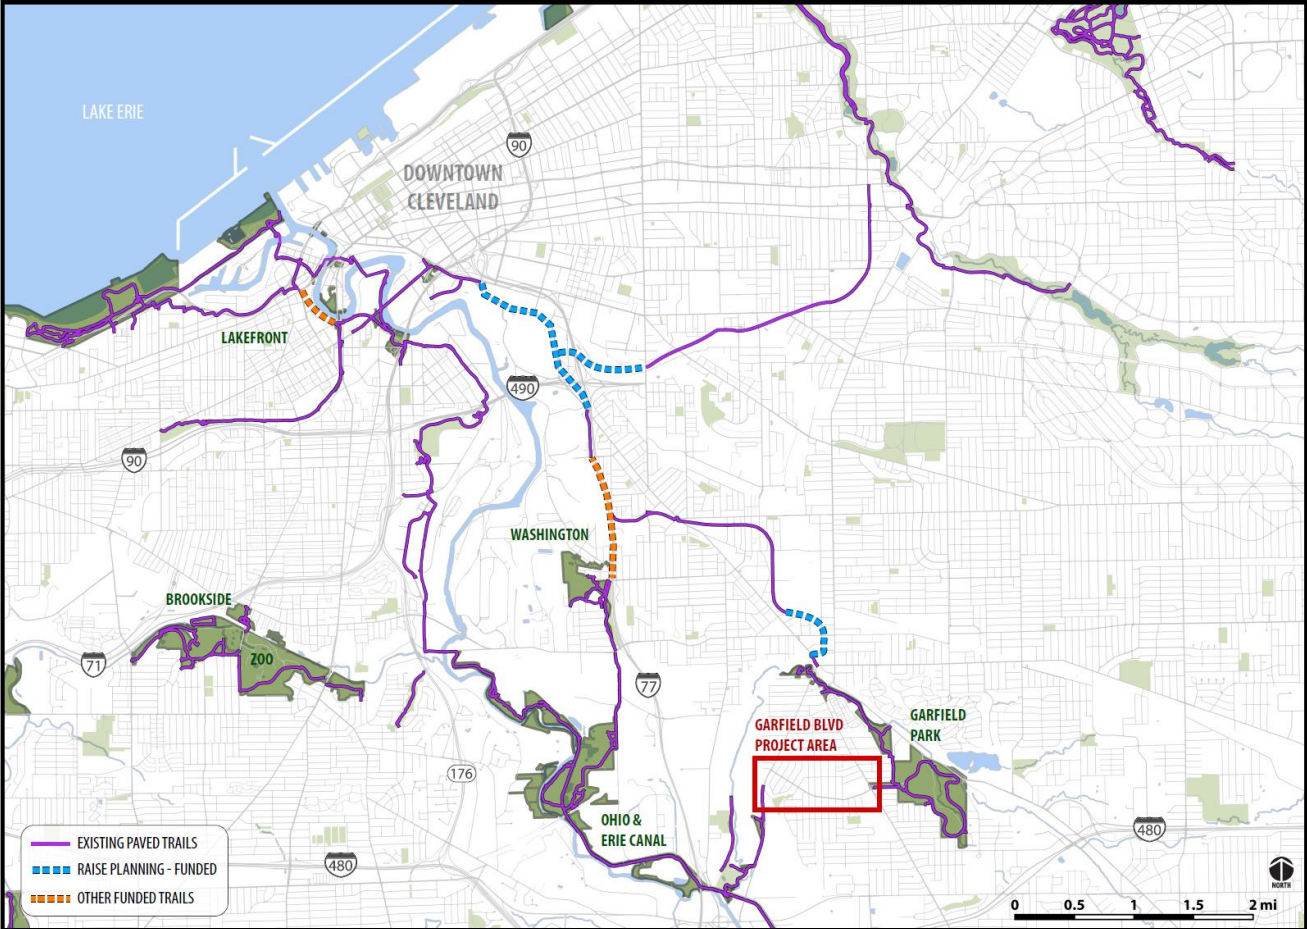 LAKE ERIE
90
DOWNTOWN
CLEVELAND
LAKEFRONT
490
90
WASHINGTON
BROOKSIDE
ZOO
71
77
GARFIELD BLVD
PROJECT AREA
GARFIELD
PARK
176
OHIO &
ERIE CANAL
480
480
EXISTING PAVED TRAILS
RAISE PLANNING - FUNDED
OTHER FUNDED TRAILS
NORTH
0 0.5 1 1.5 2 mi